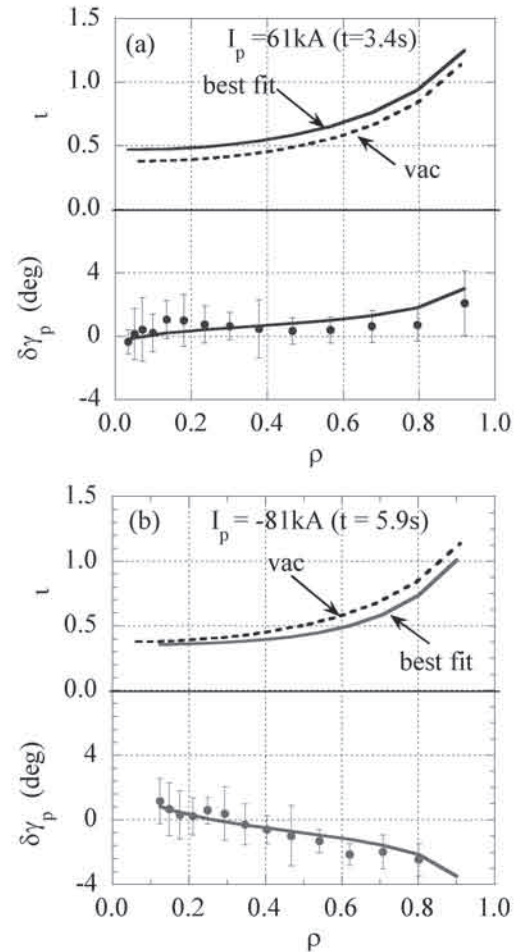 (a) I_p =61kA (t=3.4s)
1.5
1.0
0.5
0.0
ι
best fit
vac
4
0
-4
δγ_p (deg)
0.0 0.2 0.4 0.6 0.8 1.0
ρ
(b) I_p = -81kA (t = 5.9s)
1.5
1.0
0.5
0.0
ι
vac
best fit
4
0
-4
δγ_p (deg)
0.0 0.2 0.4 0.6 0.8 1.0
ρ